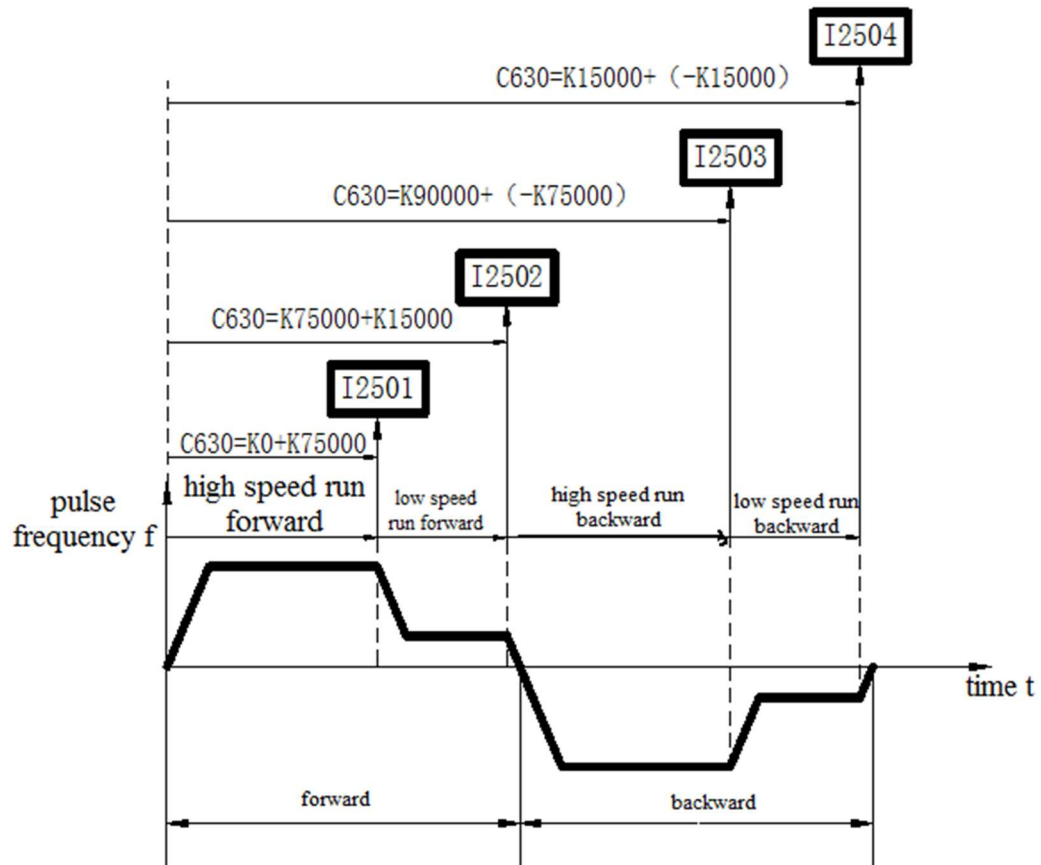 I2504
C630=K15000+（-K15000）
I2503
C630=K90000+（-K75000）
I2502
C630=K75000+K15000
I2501
C630=K0+K75000
pulse
frequency f
high speed run
forward
low speed
run forward
high speed run
backward
low speed run
backward
time t
forward
backward